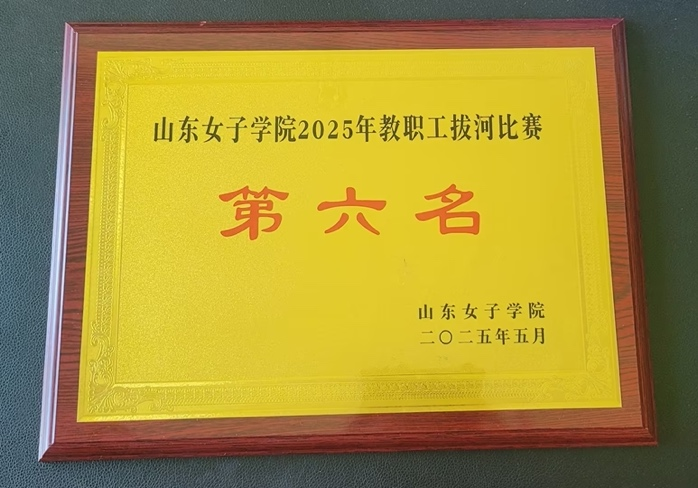 山东女子学院2025年教职工拔河比赛
第六名
山东女子学院
二〇二五年五月